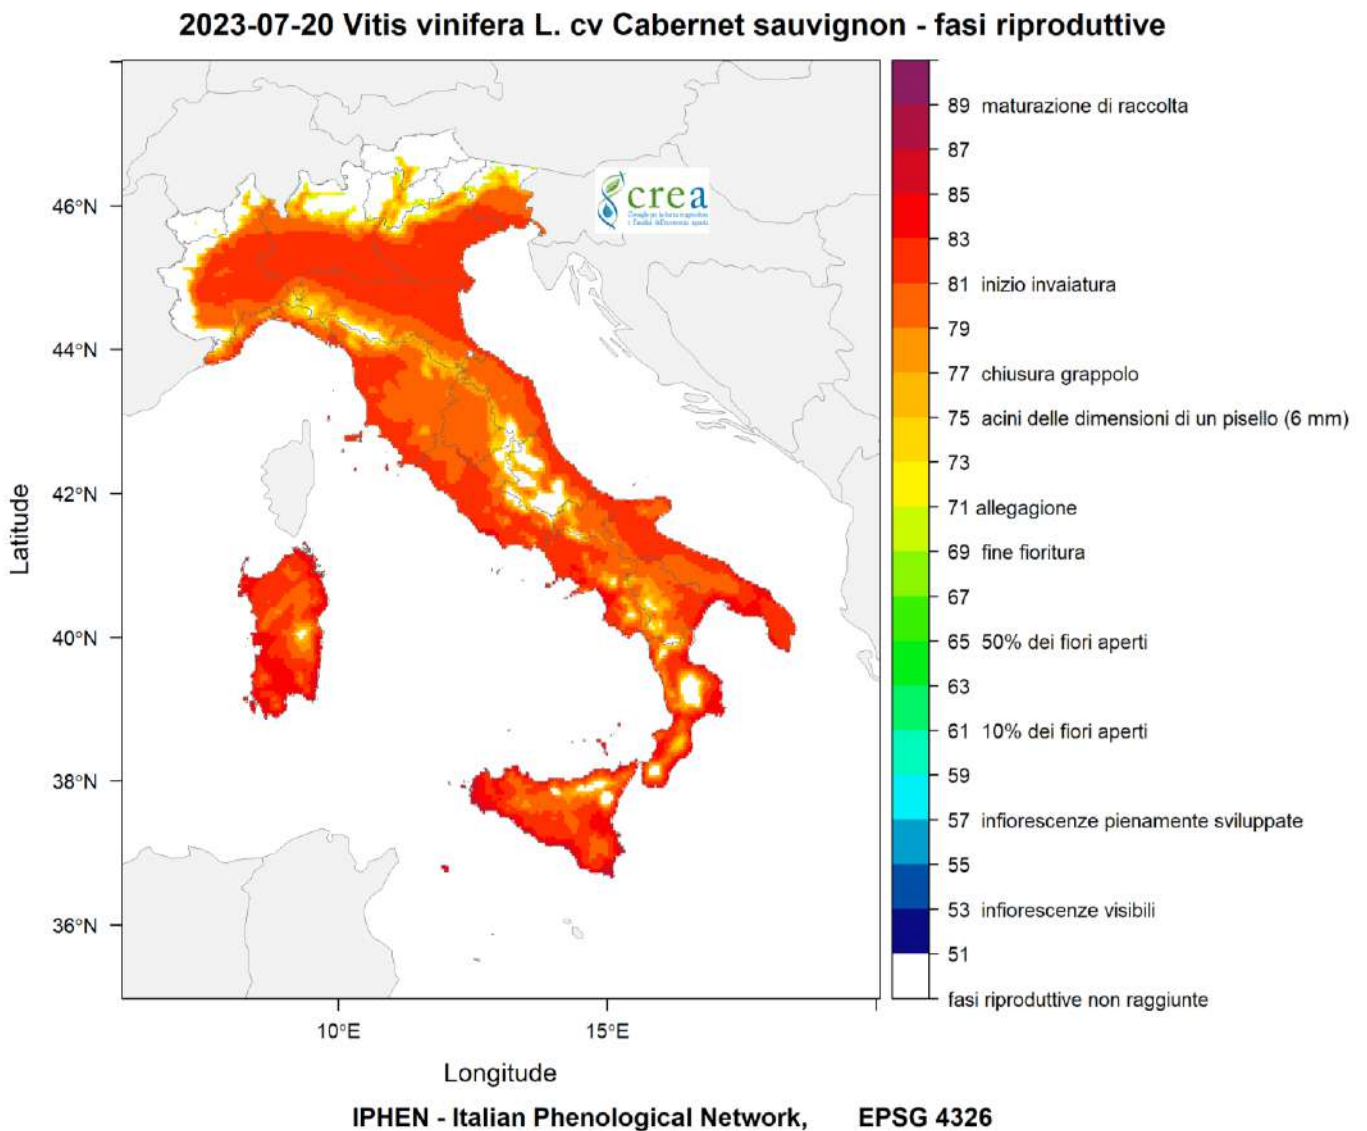 2023-07-20 Vitis vinifera L. cv Cabernet sauvignon - fasi riproduttive
89 maturazione di raccolta
87
85
83
81 inizio invaiatura
79
77 chiusura grappolo
75 acini delle dimensioni di un pisello (6 mm)
73
71 allegagione
69 fine fioritura
67
65 50% dei fiori aperti
63
61 10% dei fiori aperti
59
57 infiorescenze pienamente sviluppate
55
53 infiorescenze visibili
51
fasi riproduttive non raggiunte
crea
46°N
44°N
42°N
40°N
38°N
36°N
Latitude
10°E 15°E
Longitude
IPHEN - Italian Phenological Network, EPSG 4326